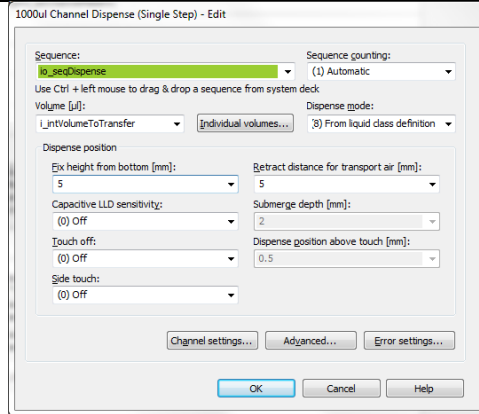 1000ul Channel Dispense (Single Step) - Edit
Sequence: Sequence counting:
io_seqDispense (1) Automatic
Use Ctrl + left mouse to drag & drop a sequence from system deck
Volume [µl]: Dispense mode:
i_intVolumeToTransfer Individual volumes... (8) From liquid class definition
Dispense position
Fix height from bottom [mm]: Retract distance for transport air [mm]:
5 5
Capacitive LLD sensitivity: Submerge depth [mm]:
(0) Off 2
Touch off: Dispense position above touch [mm]:
(0) Off 0.5
Side touch:
(0) Off
Channel settings... Advanced... Error settings...
OK Cancel Help